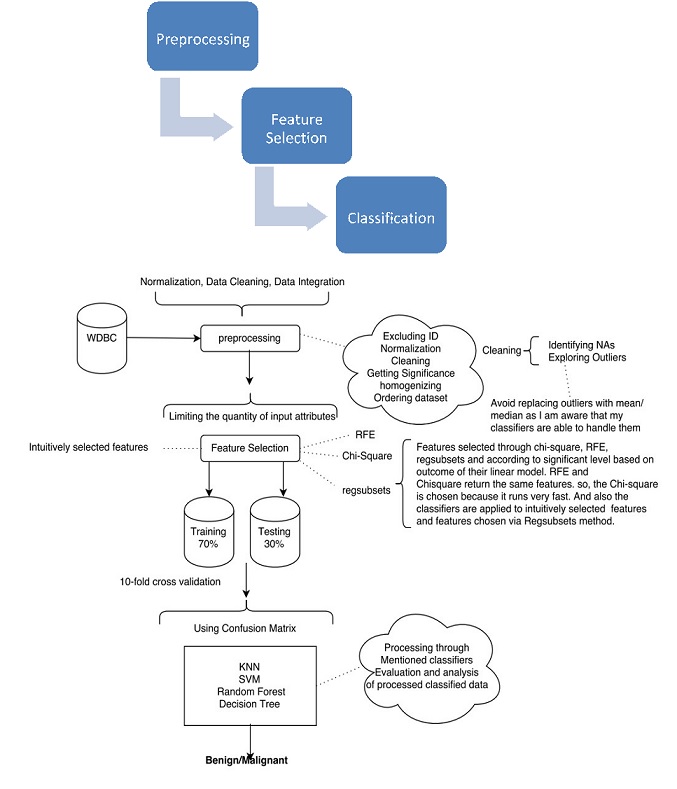 Preprocessing
Feature
Selection
Classification
Normalization, Data Cleaning, Data Integration
WDBC
preprocessing
Excluding ID
Normalization
Cleaning
Getting Significance
homogenizing
Ordering dataset
Cleaning
Identifying NAs
Exploring Outliers
Avoid replacing outliers with mean/
median as I am aware that my
classifiers are able to handle them
Limiting the quantity of input attributes
Intuitively selected features
Feature Selection
RFE
Chi-Square
regsubsets
Features selected through chi-square, RFE,
regsubsets and according to significant level based on
outcome of their linear model. RFE and
Chisquare return the same features. so, the Chi-square
is chosen because it runs very fast. And also the
classifiers are applied to intuitively selected features
and features chosen via Regsubsets method.
Training
70%
Testing
30%
10-fold cross validation
Using Confusion Matrix
KNN
SVM
Random Forest
Decision Tree
Processing through
Mentioned classifiers
Evaluation and analysis
of processed classified data
Benign/Malignant